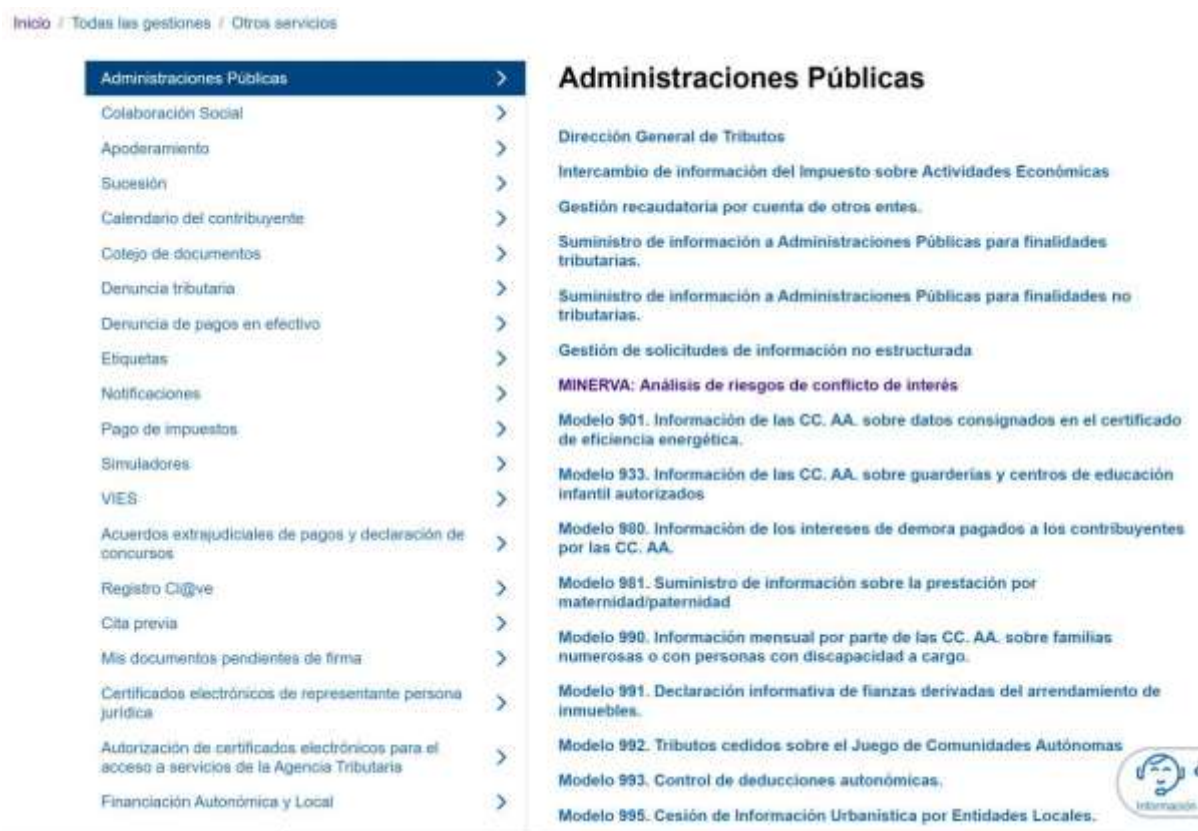 Inicio / Todas las gestiones / Otros servicios
Administraciones Públicas
Colaboración Social
Apoderamiento
Sucesión
Calendario del contribuyente
Cotejo de documentos
Denuncia tributaria
Denuncia de pagos en efectivo
Etiquetas
Notificaciones
Pago de impuestos
Simuladores
VIES
Acuerdos extrajudiciales de pagos y declaración de
concursos
Registro Cl@ve
Cita previa
Mis documentos pendientes de firma
Certificados electrónicos de representante persona
jurídica
Autorización de certificados electrónicos para el
acceso a servicios de la Agencia Tributaria
Financiación Autonómica y Local
Administraciones Públicas
Dirección General de Tributos
Intercambio de información del Impuesto sobre Actividades Económicas
Gestión recaudatoria por cuenta de otros entes.
Suministro de información a Administraciones Públicas para finalidades
tributarias.
Suministro de información a Administraciones Públicas para finalidades no
tributarias.
Gestión de solicitudes de información no estructurada
MINERVA: Análisis de riesgos de conflicto de interés
Modelo 901. Información de las CC. AA. sobre datos consignados en el certificado
de eficiencia energética.
Modelo 933. Información de las CC. AA. sobre guarderías y centros de educación
infantil autorizados
Modelo 980. Información de los intereses de demora pagados a los contribuyentes
por las CC. AA.
Modelo 981. Suministro de información sobre la prestación por
maternidad/paternidad
Modelo 990. Información mensual por parte de las CC. AA. sobre familias
numerosas o con personas con discapacidad a cargo.
Modelo 991. Declaración informativa de fianzas derivadas del arrendamiento de
inmuebles.
Modelo 992. Tributos cedidos sobre el Juego de Comunidades Autónomas
Modelo 993. Control de deducciones autonómicas.
Modelo 995. Cesión de Información Urbanística por Entidades Locales.
Información